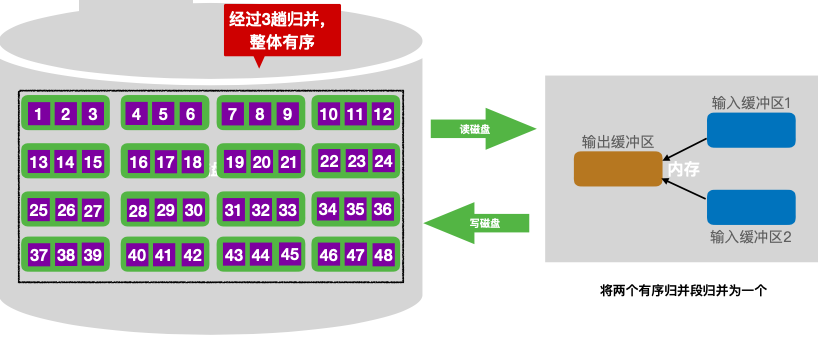 经过3趟归并，
整体有序
1 2 3 4 5 6 7 8 9 10 11 12
13 14 15 16 17 18 19 20 21 22 23 24
25 26 27 28 29 30 31 32 33 34 35 36
37 38 39 40 41 42 43 44 45 46 47 48
读磁盘
写磁盘
输入缓冲区1
输出缓冲区
内存
输入缓冲区2
将两个有序归并段归并为一个